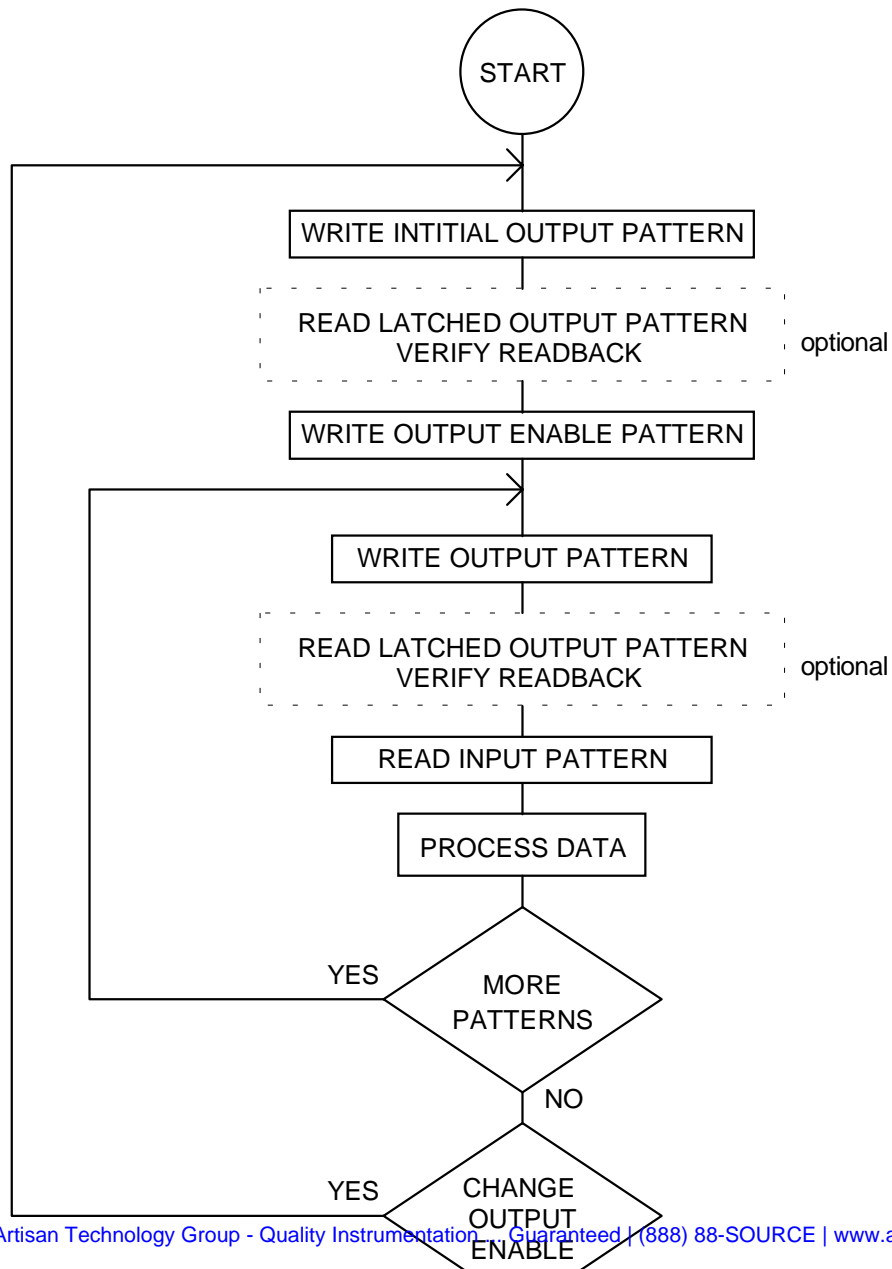 START
WRITE INTITIAL OUTPUT PATTERN
READ LATCHED OUTPUT PATTERN
VERIFY READBACK
optional
WRITE OUTPUT ENABLE PATTERN
WRITE OUTPUT PATTERN
READ LATCHED OUTPUT PATTERN
VERIFY READBACK
optional
READ INPUT PATTERN
PROCESS DATA
YES
MORE
PATTERNS
NO
YES
CHANGE
OUTPUT
ENABLE
Artisan Technology Group - Quality Instrumentation ... Guaranteed | (888) 88-SOURCE | www.a